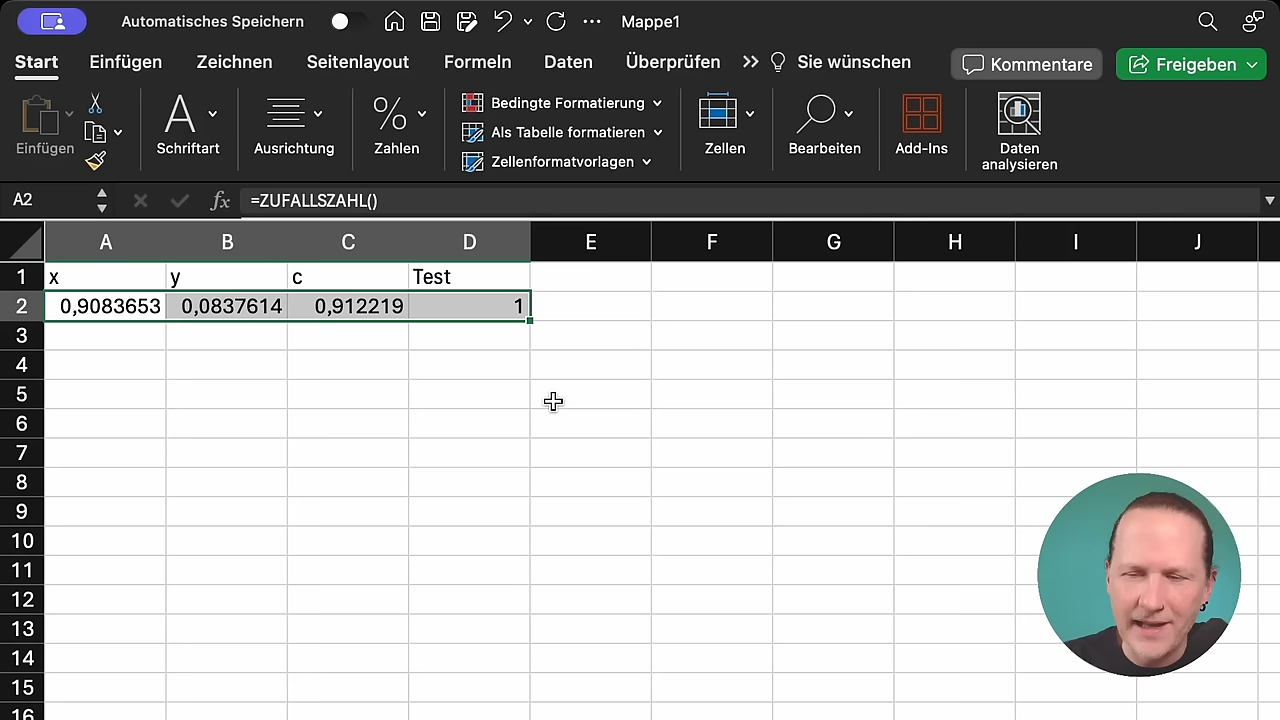 Automatisches Speichern
Mappe1
Start Einfügen Zeichnen Seitenlayout Formeln Daten Überprüfen Sie wünschen Kommentare Freigeben
Einfügen
Schriftart
Ausrichtung
Zahlen
Bedingte Formatierung
Als Tabelle formatieren
Zellenformatvorlagen
Zellen
Bearbeiten
Add-Ins
Daten
analysieren
A2 fx =ZUFALLSZAHL()
A B C D E F G H I J
1 x y c Test
2 0,9083653 0,0837614 0,912219 1
3
4
5
6
7
8
9
10
11
12
13
14
15
16